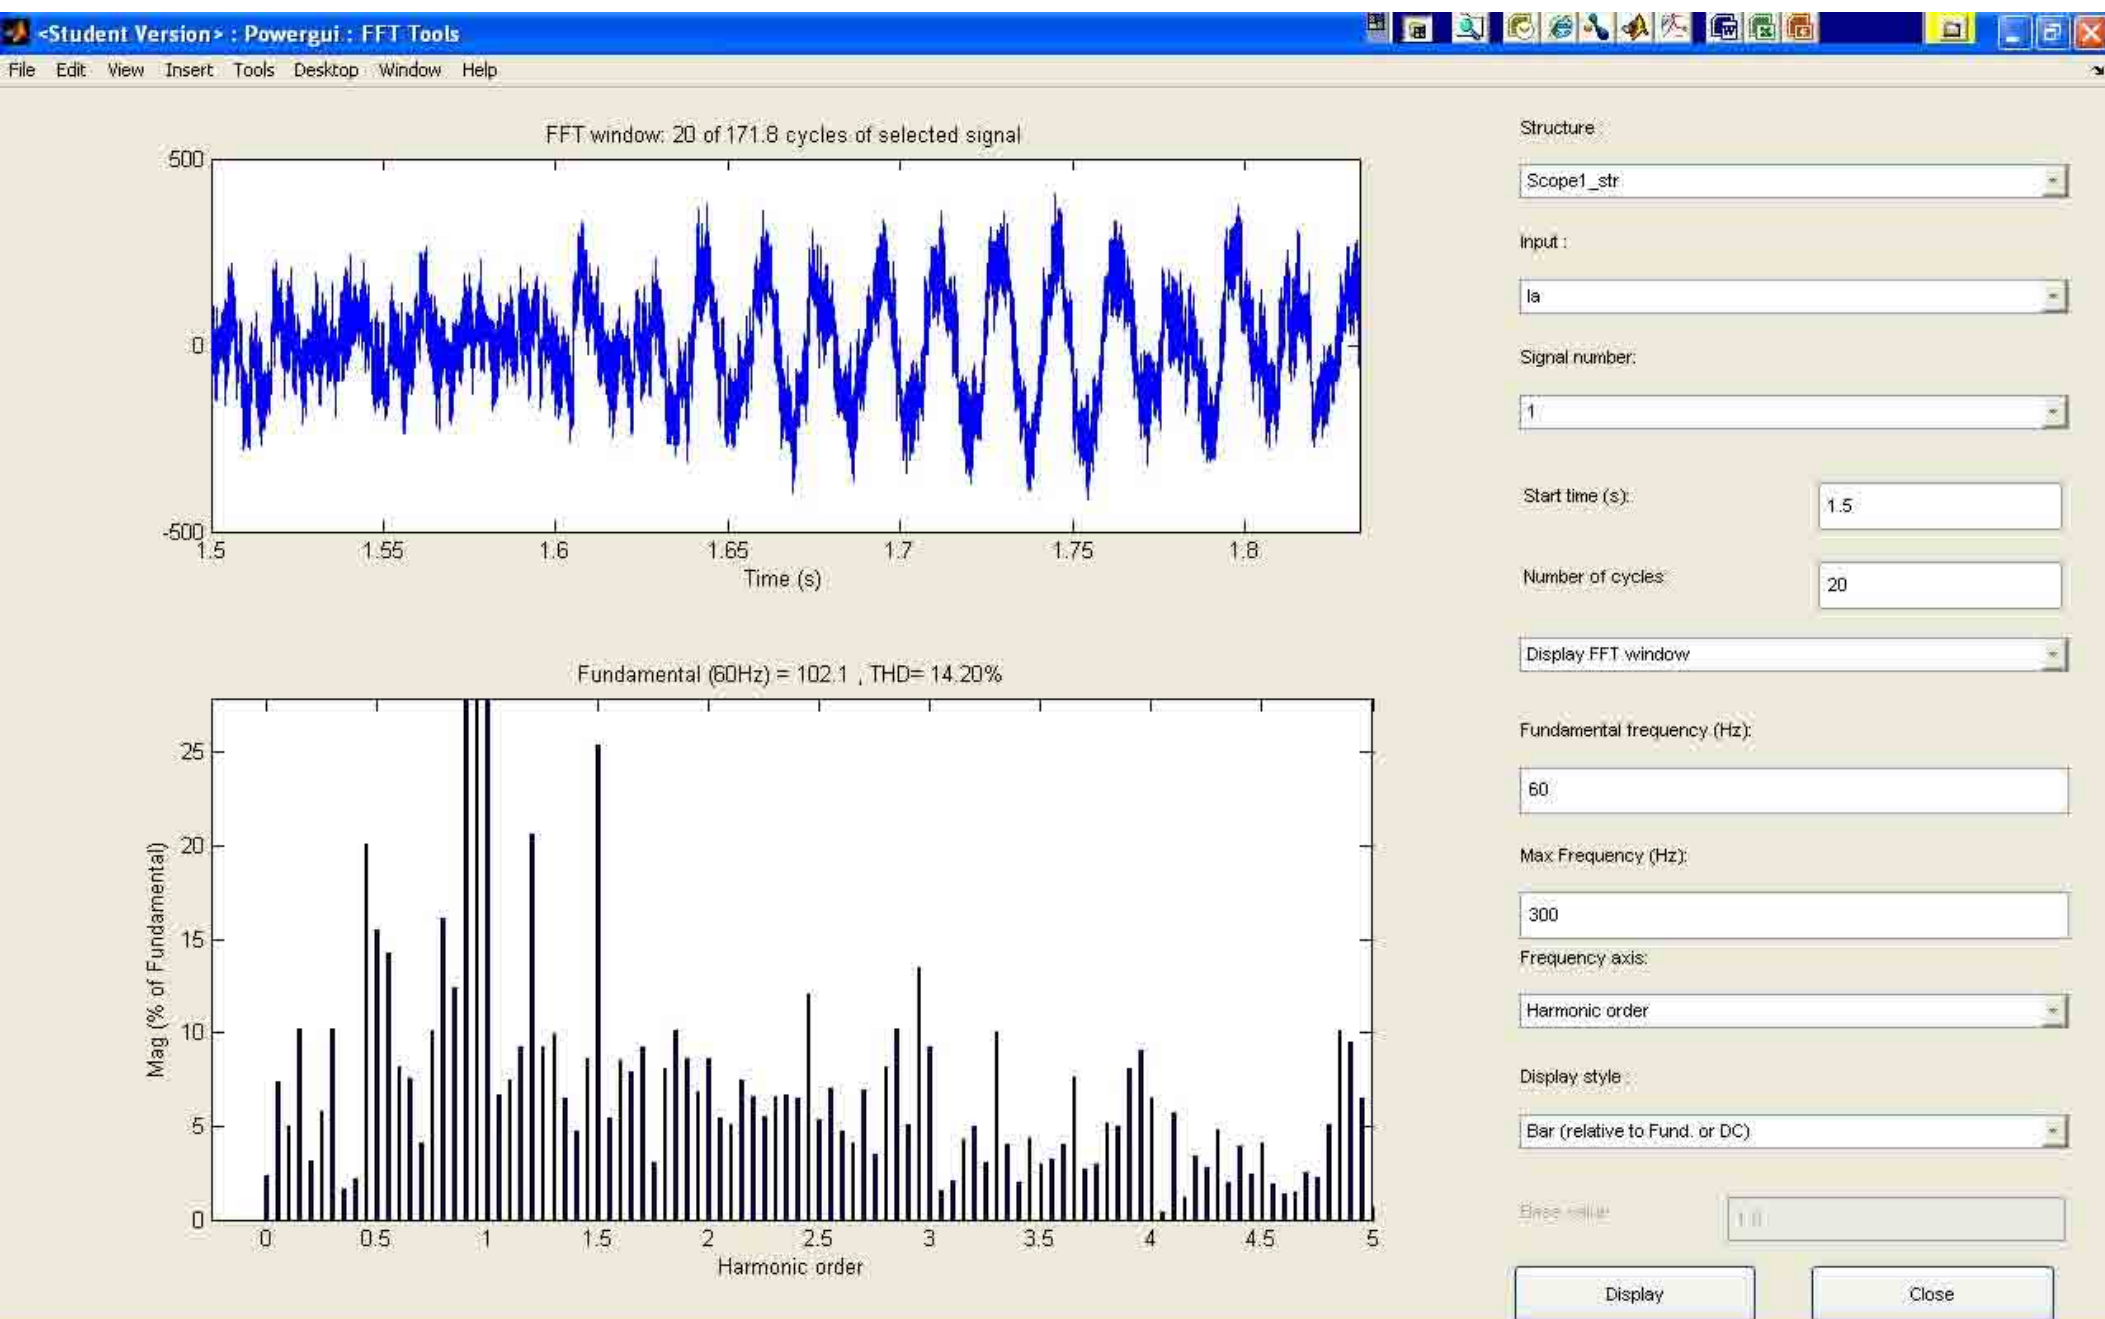 <Student Version> : Powergui : FFT Tools
File Edit View Insert Tools Desktop Window Help
FFT window: 20 of 171.8 cycles of selected signal
500
0
-500
1.5 1.55 1.6 1.65 1.7 1.75 1.8
Time (s)
Fundamental (60Hz) = 102.1 , THD= 14.20%
25
20
15
10
5
0
Mag (% of Fundamental)
0 0.5 1 1.5 2 2.5 3 3.5 4 4.5 5
Harmonic order
Structure :
Scope1_str
Input :
Ia
Signal number:
1
Start time (s):
1.5
Number of cycles:
20
Display FFT window
Fundamental frequency (Hz):
60
Max Frequency (Hz):
300
Frequency axis:
Harmonic order
Display style :
Bar (relative to Fund. or DC)
Base value:
1.0
Display Close